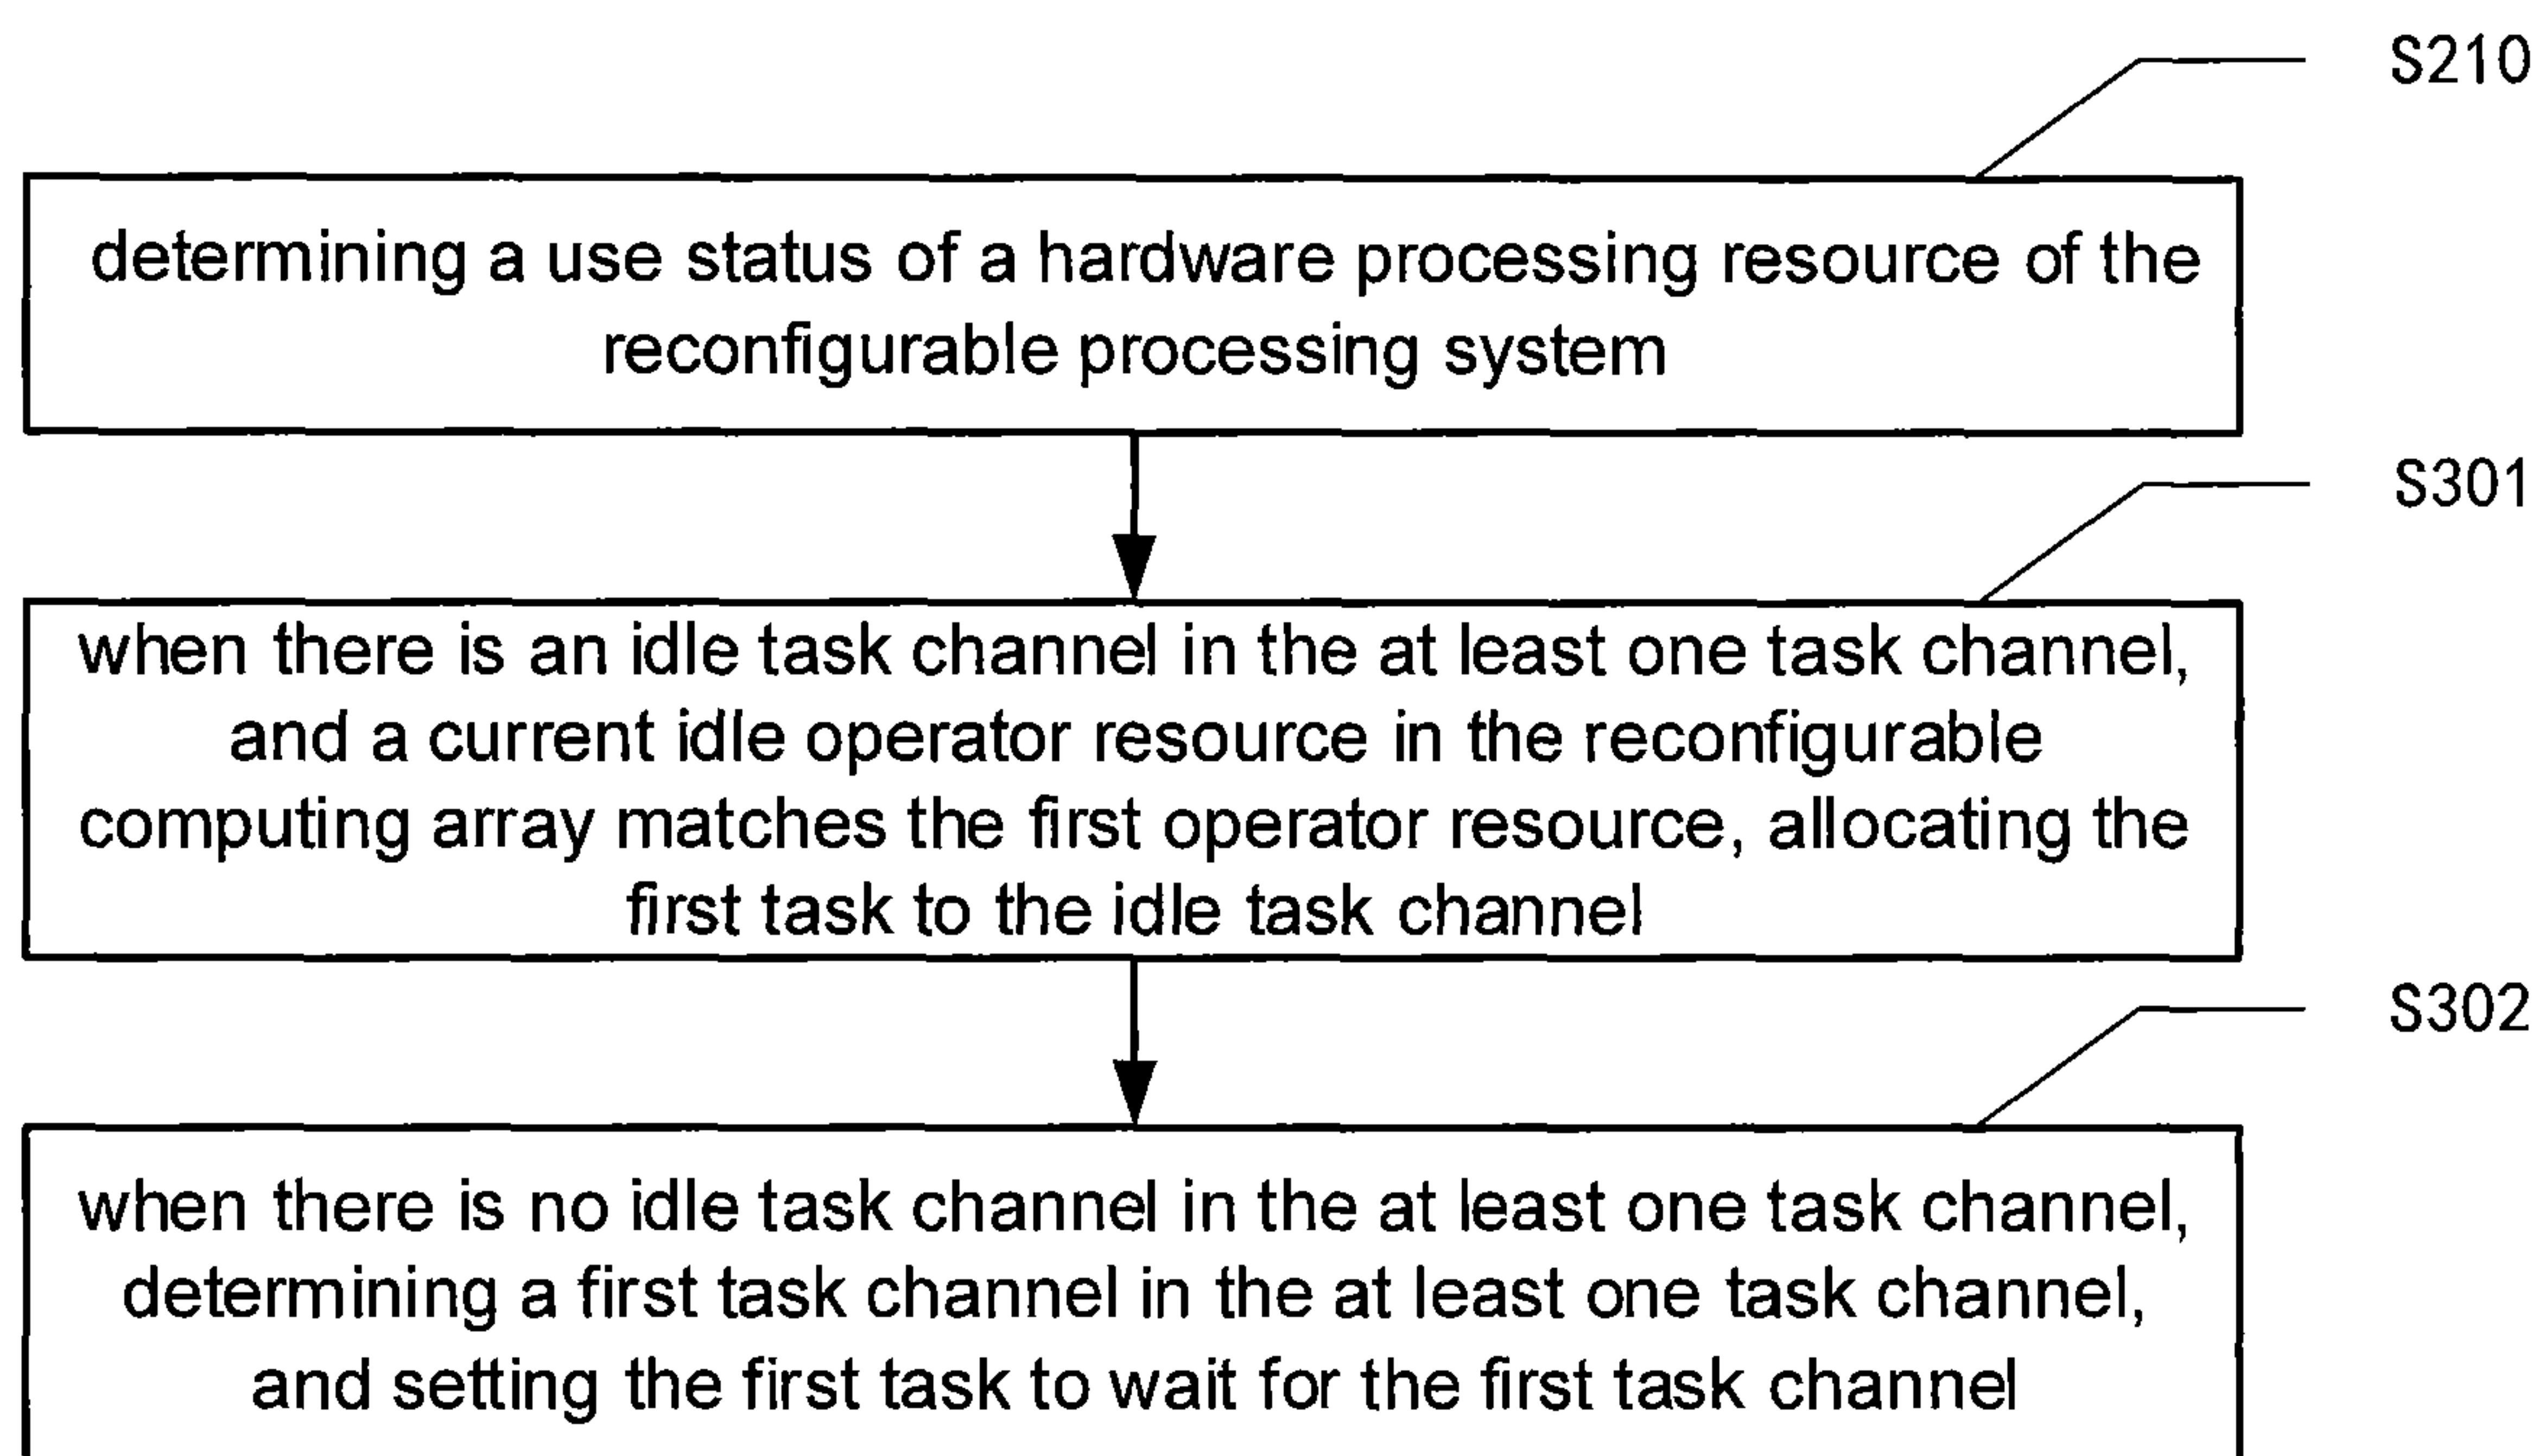 S210
determining a use status of a hardware processing resource of the
reconfigurable processing system
S301
when there is an idle task channel in the at least one task channel,
and a current idle operator resource in the reconfigurable
computing array matches the first operator resource, allocating the
first task to the idle task channel
S302
when there is no idle task channel in the at least one task channel,
determining a first task channel in the at least one task channel,
and setting the first task to wait for the first task channel